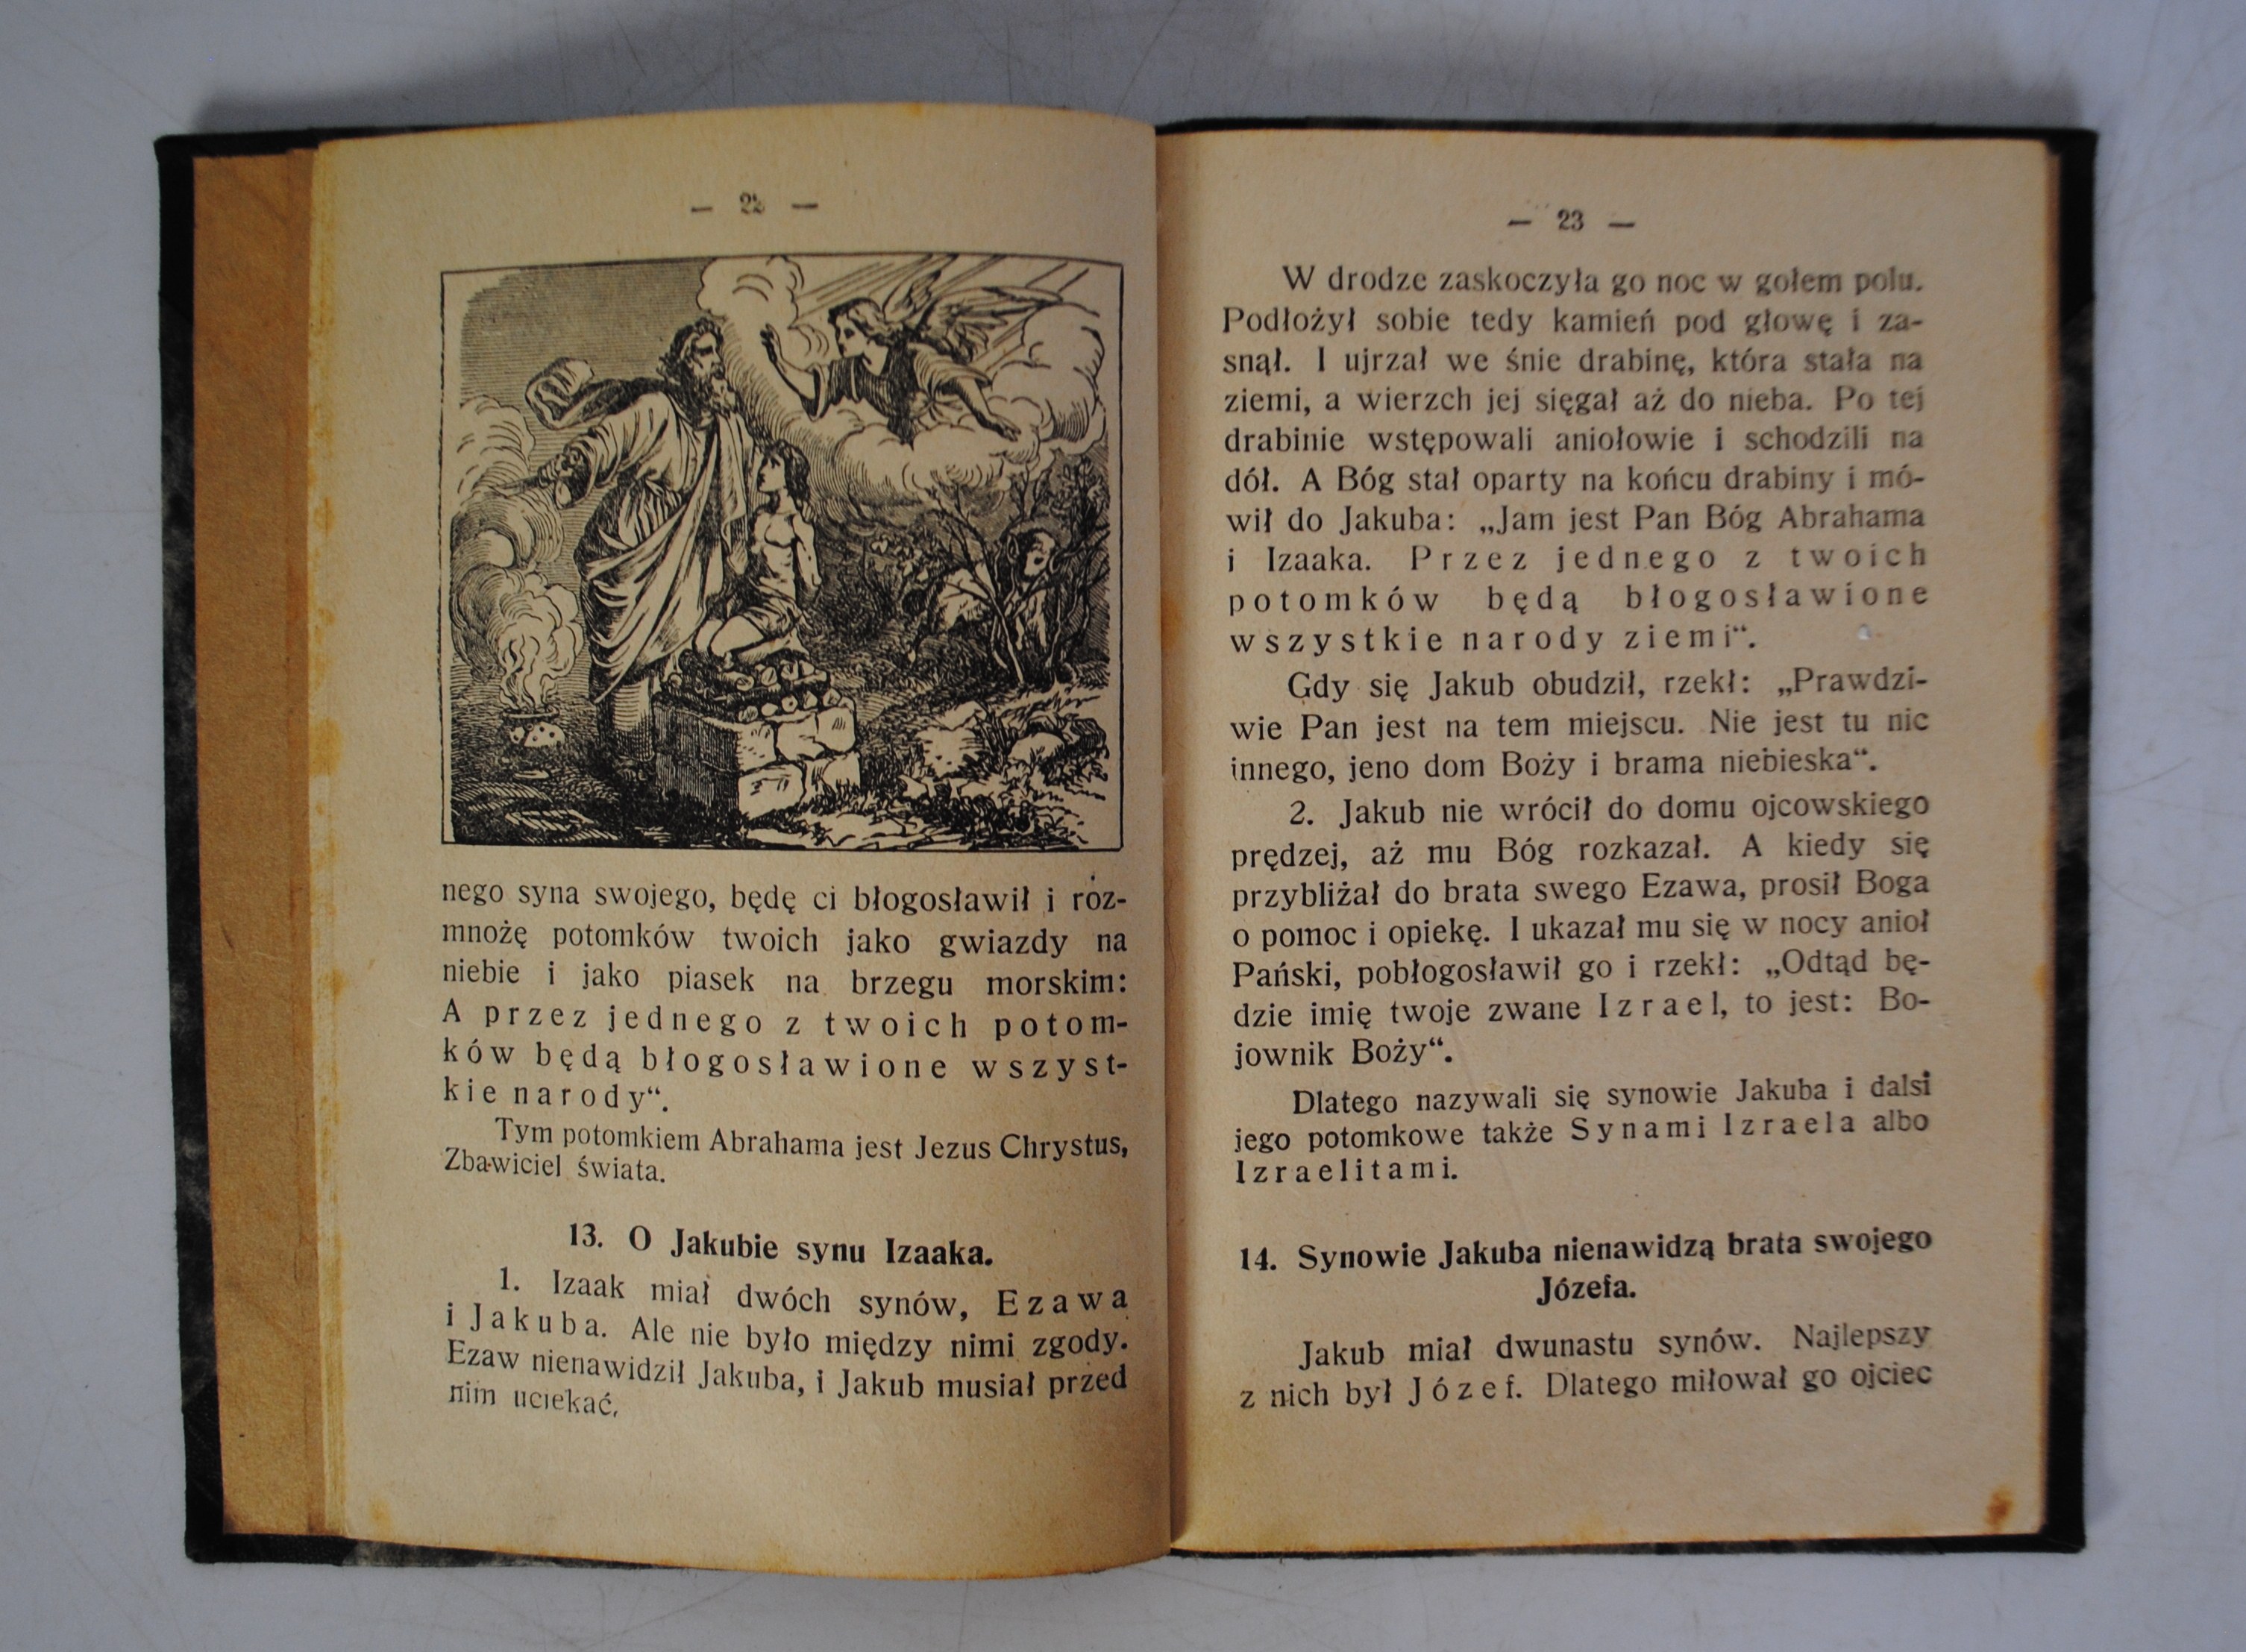 — 22 —
nego syna swojego, będę ci błogosławił i roz-
mnożę potomków twoich jako gwiazdy na
niebie i jako piasek na brzegu morskim:
A przez jednego z twoich potom-
ków będą błogosławione wszyst-
kie narody“.
Tym potomkiem Abrahama jest Jezus Chrystus,
Zbawiciel świata.
13. O Jakubie synu Izaaka.
1. Izaak miał dwóch synów, Ezawa
i Jakuba. Ale nie było między nimi zgody.
Ezaw nienawidził Jakuba, i Jakub musiał przed
nim uciekać.
— 23 —
W drodze zaskoczyła go noc w gołem polu.
Podłożył sobie tedy kamień pod głowę i za-
snął. I ujrzał we śnie drabinę, która stała na
ziemi, a wierzch jej sięgał aż do nieba. Po tej
drabinie wstępowali aniołowie i schodzili na
dół. A Bóg stał oparty na końcu drabiny i mó-
wił do Jakuba: „Jam jest Pan Bóg Abrahama
i Izaaka. Przez jednego z twoich
potomków będą błogosławione
wszystkie narody ziemi“.
Gdy się Jakub obudził, rzekł: „Prawdzi-
wie Pan jest na tem miejscu. Nie jest tu nic
innego, jeno dom Boży i brama niebieska“.
2. Jakub nie wrócił do domu ojcowskiego
prędzej, aż mu Bóg rozkazał. A kiedy się
przybliżał do brata swego Ezawa, prosił Boga
o pomoc i opiekę. I ukazał mu się w nocy anioł
Pański, pobłogosławił go i rzekł: „Odtąd bę-
dzie imię twoje zwane Izrael, to jest: Bo-
jownik Boży“.
Dlatego nazywali się synowie Jakuba i dalsi
jego potomkowe także Synami Izraela albo
Izraelitami.
14. Synowie Jakuba nienawidzą brata swojego
Józefa.
Jakub miał dwunastu synów. Najlepszy
z nich był Józef. Dlatego miłował go ojciec